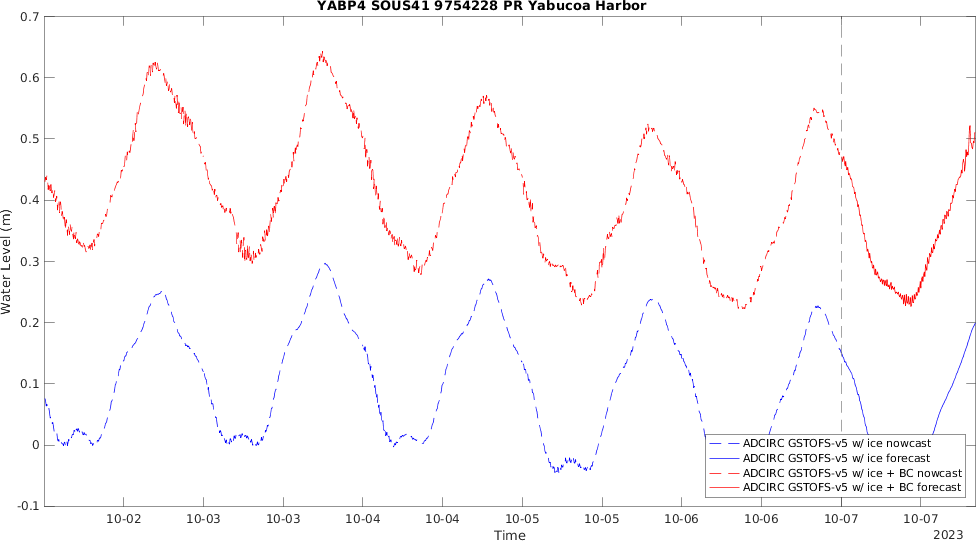 YABP4 SOUS41 9754228 PR Yabucoa Harbor
0.7
0.6
0.5
0.4
0.3
0.2
0.1
0
-0.1
Water Level (m)
10-02 10-03 10-03 10-04 10-04 10-05 10-05 10-06 10-06 10-07 10-07
Time
2023
ADCIRC GSTOFS-v5 w/ ice nowcast
ADCIRC GSTOFS-v5 w/ ice forecast
ADCIRC GSTOFS-v5 w/ ice + BC nowcast
ADCIRC GSTOFS-v5 w/ ice + BC forecast